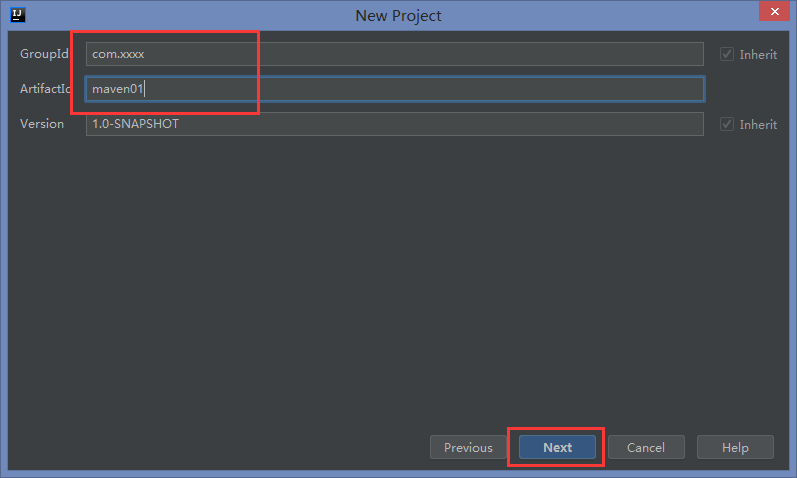 IJ
New Project
GroupId com.xxxx Inherit
ArtifactId maven01
Version 1.0-SNAPSHOT Inherit
Previous Next Cancel Help